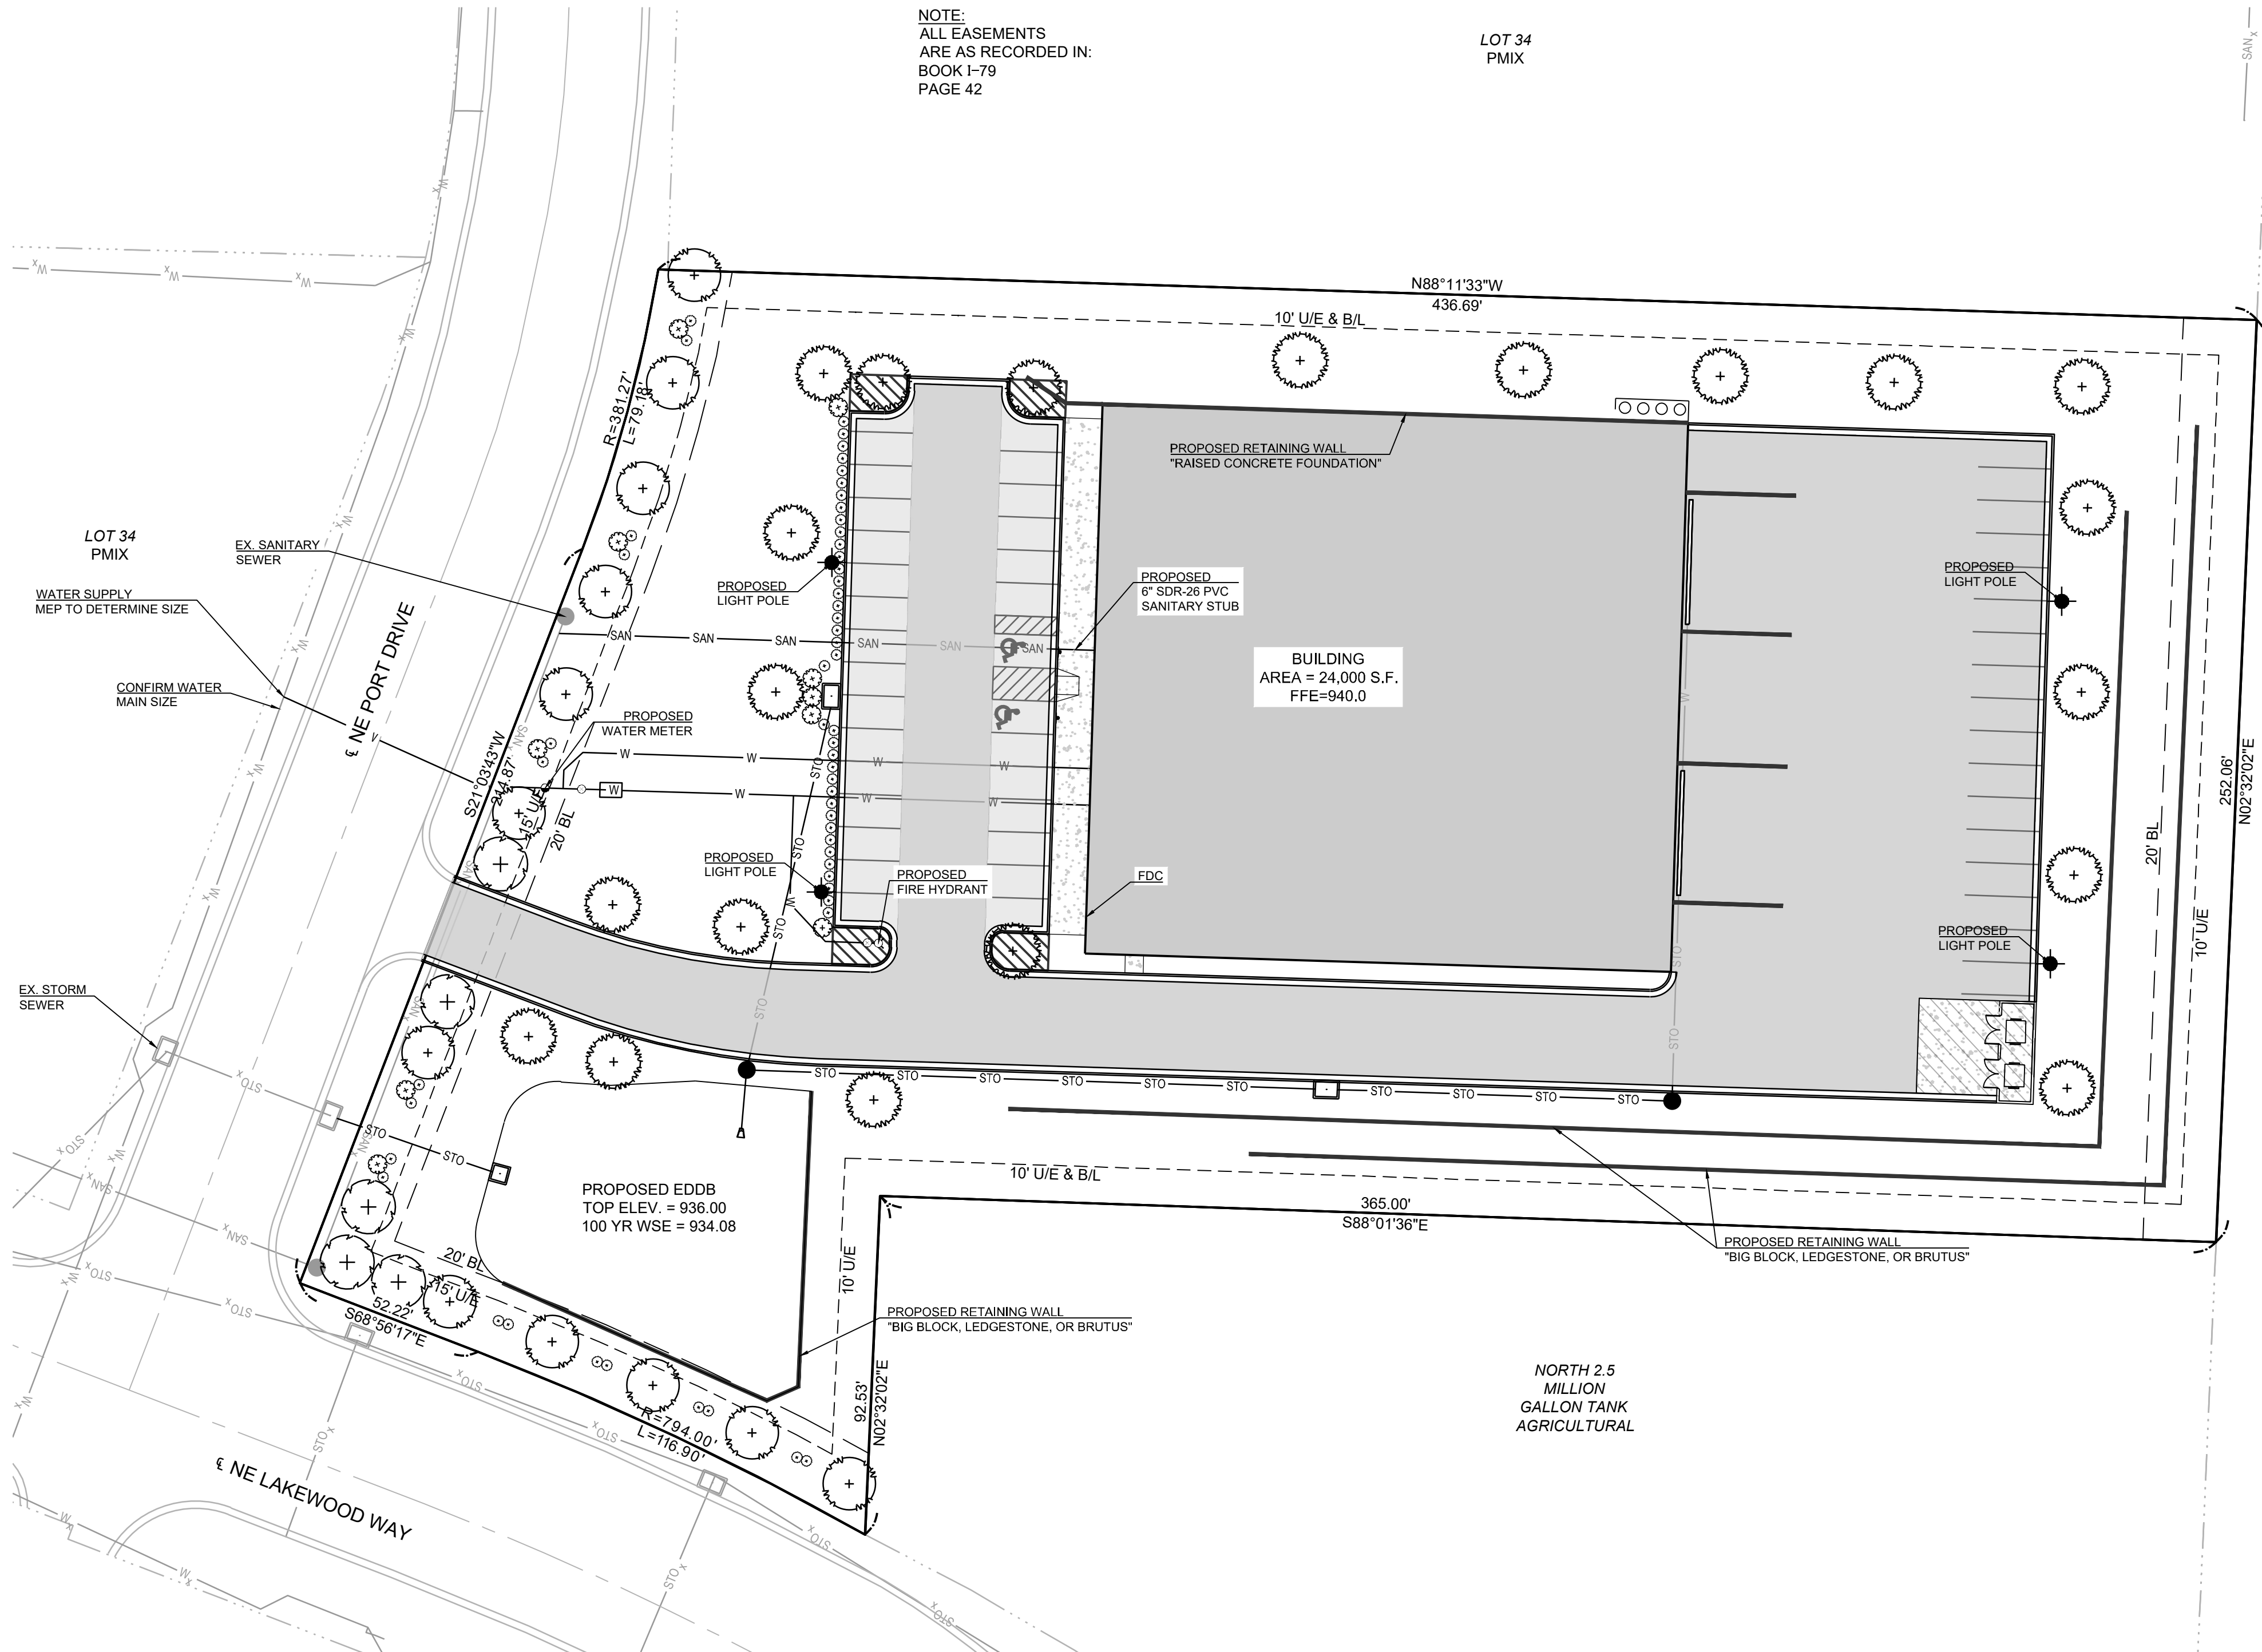 NOTE:
ALL EASEMENTS
ARE AS RECORDED IN:
BOOK I-79
PAGE 42
LOT 34
PMIX
SANx
N88°11'33"W
436.69'
10' U/E & B/L
R=381.27'
L=79.18'
PROPOSED RETAINING WALL
"RAISED CONCRETE FOUNDATION"
LOT 34
PMIX
EX. SANITARY
SEWER
WATER SUPPLY
MEP TO DETERMINE SIZE
CONFIRM WATER
MAIN SIZE
℄ NE PORT DRIVE
PROPOSED
LIGHT POLE
PROPOSED
6" SDR-26 PVC
SANITARY STUB
PROPOSED
LIGHT POLE
SAN SAN SAN SAN SAN SAN
BUILDING
AREA = 24,000 S.F.
FFE=940.0
PROPOSED
WATER METER
S21°03'43"W
214.87'
15' U/E
20' BL
W W W W
W W W W W
STO
PROPOSED
LIGHT POLE
PROPOSED
FIRE HYDRANT
FDC
252.06'
N02°32'02"E
20' BL
10' U/E
PROPOSED
LIGHT POLE
EX. STORM
SEWER
STO STO STO STO STO STO STO STO STO STO
STO
STO
PROPOSED EDDB
TOP ELEV. = 936.00
100 YR WSE = 934.08
10' U/E & B/L
365.00'
S88°01'36"E
PROPOSED RETAINING WALL
"BIG BLOCK, LEDGESTONE, OR BRUTUS"
20' BL
15' U/E
52.22'
S68°56'17"E
10' U/E
PROPOSED RETAINING WALL
"BIG BLOCK, LEDGESTONE, OR BRUTUS"
92.53'
N02°32'02"E
R=794.00'
L=116.90'
NORTH 2.5
MILLION
GALLON TANK
AGRICULTURAL
℄ NE LAKEWOOD WAY